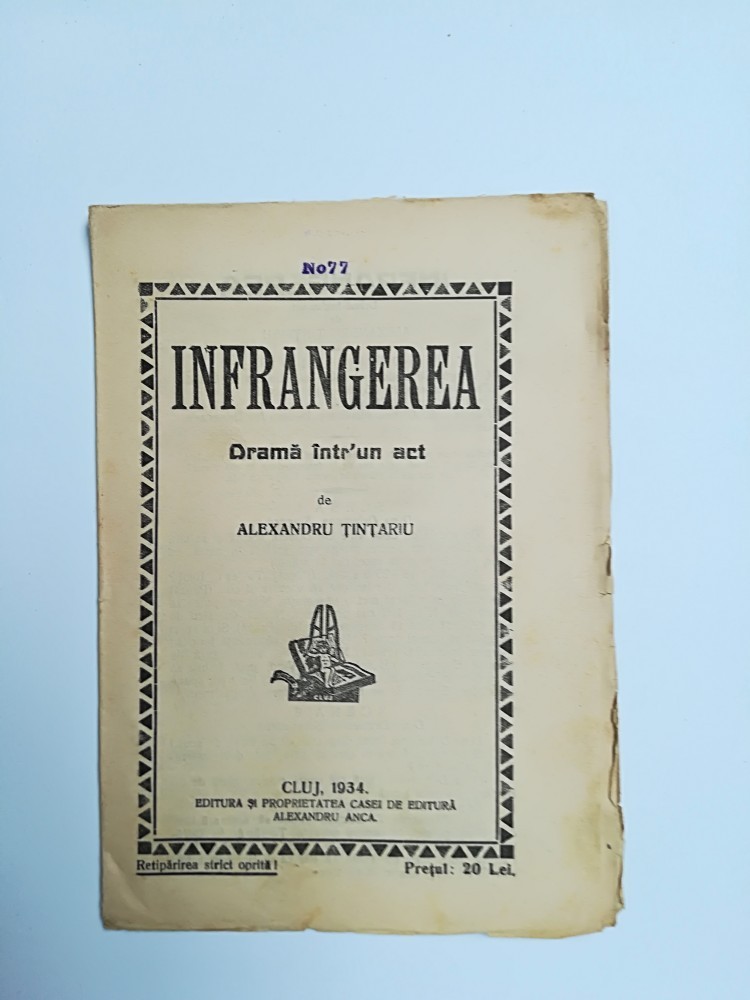 No77
INFRANGEREA
Dramă într'un act
de
ALEXANDRU ȚINȚARIU
CLUJ
CLUJ, 1934.
EDITURA ȘI PROPRIETATEA CASEI DE EDITURĂ
ALEXANDRU ANCA.
Retipărirea strict oprită!
Prețul: 20 Lei.